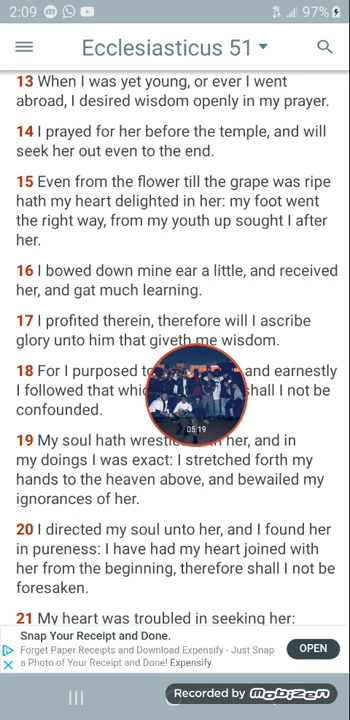 2:09
97%
Ecclesiasticus 51
13 When I was yet young, or ever I went
abroad, I desired wisdom openly in my prayer.
14 I prayed for her before the temple, and will
seek her out even to the end.
15 Even from the flower till the grape was ripe
hath my heart delighted in her: my foot went
the right way, from my youth up sought I after
her.
16 I bowed down mine ear a little, and received
her, and gat much learning.
17 I profited therein, therefore will I ascribe
glory unto him that giveth me wisdom.
18 For I purposed and earnestly
I followed that shall I not be
confounded.
05:19
19 My soul hath her, and in
my doings I was exact: I stretched forth my
hands to the heaven above, and bewailed my
ignorances of her.
20 I directed my soul unto her, and I found her
in pureness: I have had my heart joined with
her from the beginning, therefore shall I not be
foresaken.
21 My heart was troubled in seeking her:
Snap Your Receipt and Done.
Forget Paper Receipts and Download Expensify - Just Snap
a Photo of Your Receipt and Done! Expensify
OPEN
Recorded by Mobizen